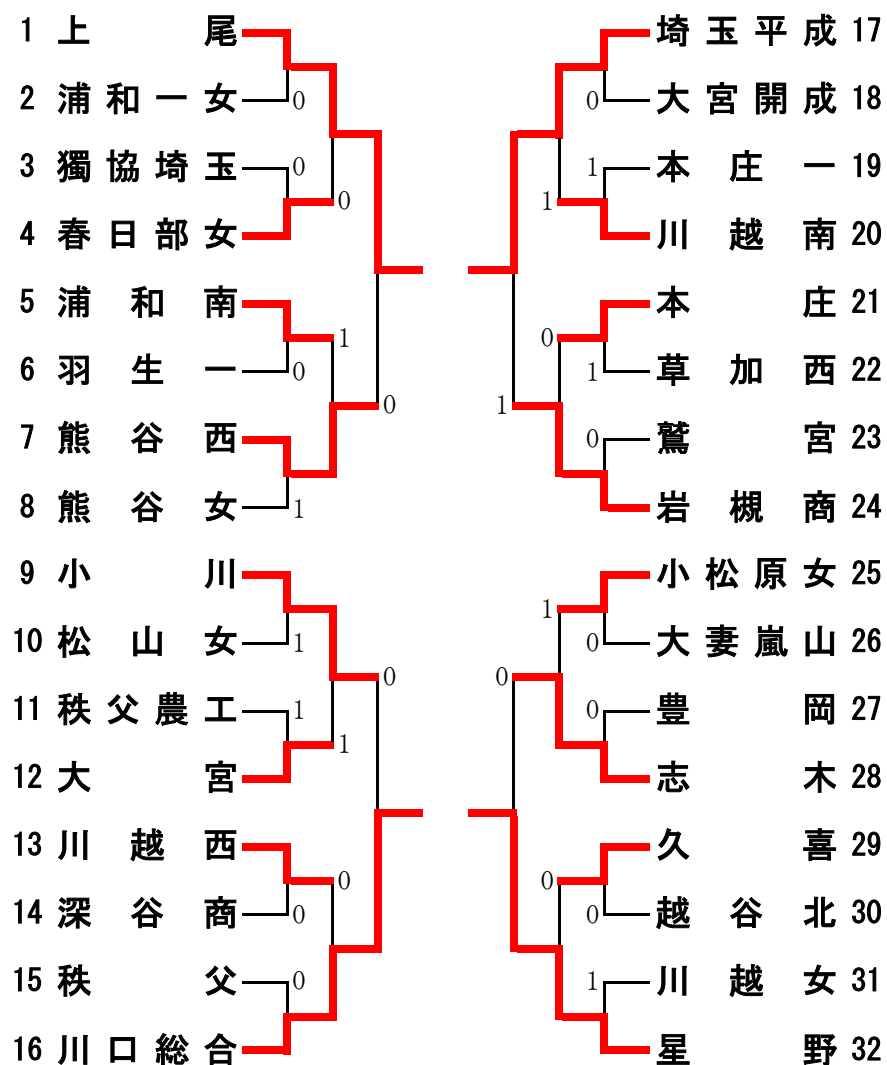 1 上尾
2 浦和一女
0
3 獨協埼玉
0
4 春日部女
0
5 浦和南
1
6 羽生一
0
7 熊谷西
0
8 熊谷女
1
9 小川
10 松山女
1
0
11 秩父農工
1
12 大宮
1
13 川越西
0
14 深谷商
0
15 秩父
0
16 川口総合
埼玉平成 17
0
大宮開成 18
1
本庄一 19
1
川越南 20
本庄 21
0
1
草加西 22
1
0
鷲宮 23
岩槻商 24
小松原女 25
1
0
大妻嵐山 26
0
0
豊岡 27
志木 28
久喜 29
0
0
越谷北 30
1
川越女 31
星野 32